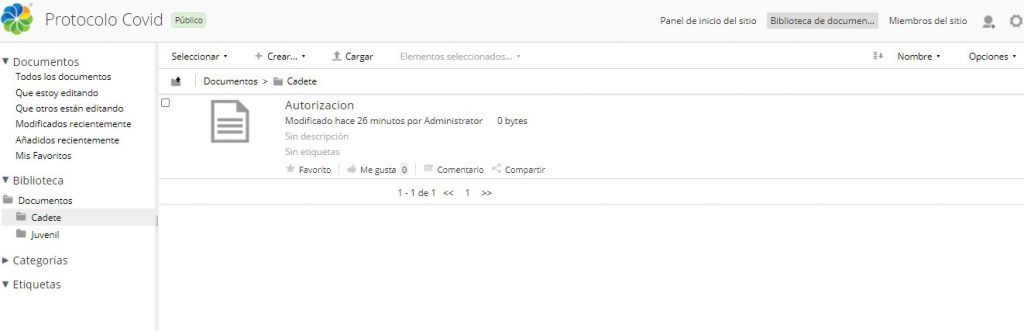 Protocolo Covid Público
Panel de inicio del sitio Biblioteca de documen... Miembros del sitio
Documentos
Todos los documentos
Que estoy editando
Que otros están editando
Modificados recientemente
Añadidos recientemente
Mis Favoritos
Biblioteca
Documentos
Cadete
Juvenil
Categorías
Etiquetas
Seleccionar Crear... Cargar Elementos seleccionados... Nombre Opciones
Documentos > Cadete
Autorizacion
Modificado hace 26 minutos por Administrator 0 bytes
Sin descripción
Sin etiquetas
Favorito Me gusta 0 Comentario Compartir
1 - 1 de 1 << 1 >>